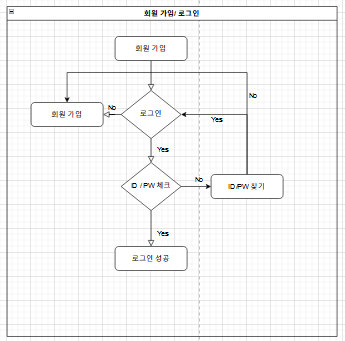 회원 가입/ 로그인
회원 가입
No
No
회원 가입
로그인
Yes
Yes
No
ID / PW 체크
ID/PW 찾기
Yes
로그인 성공